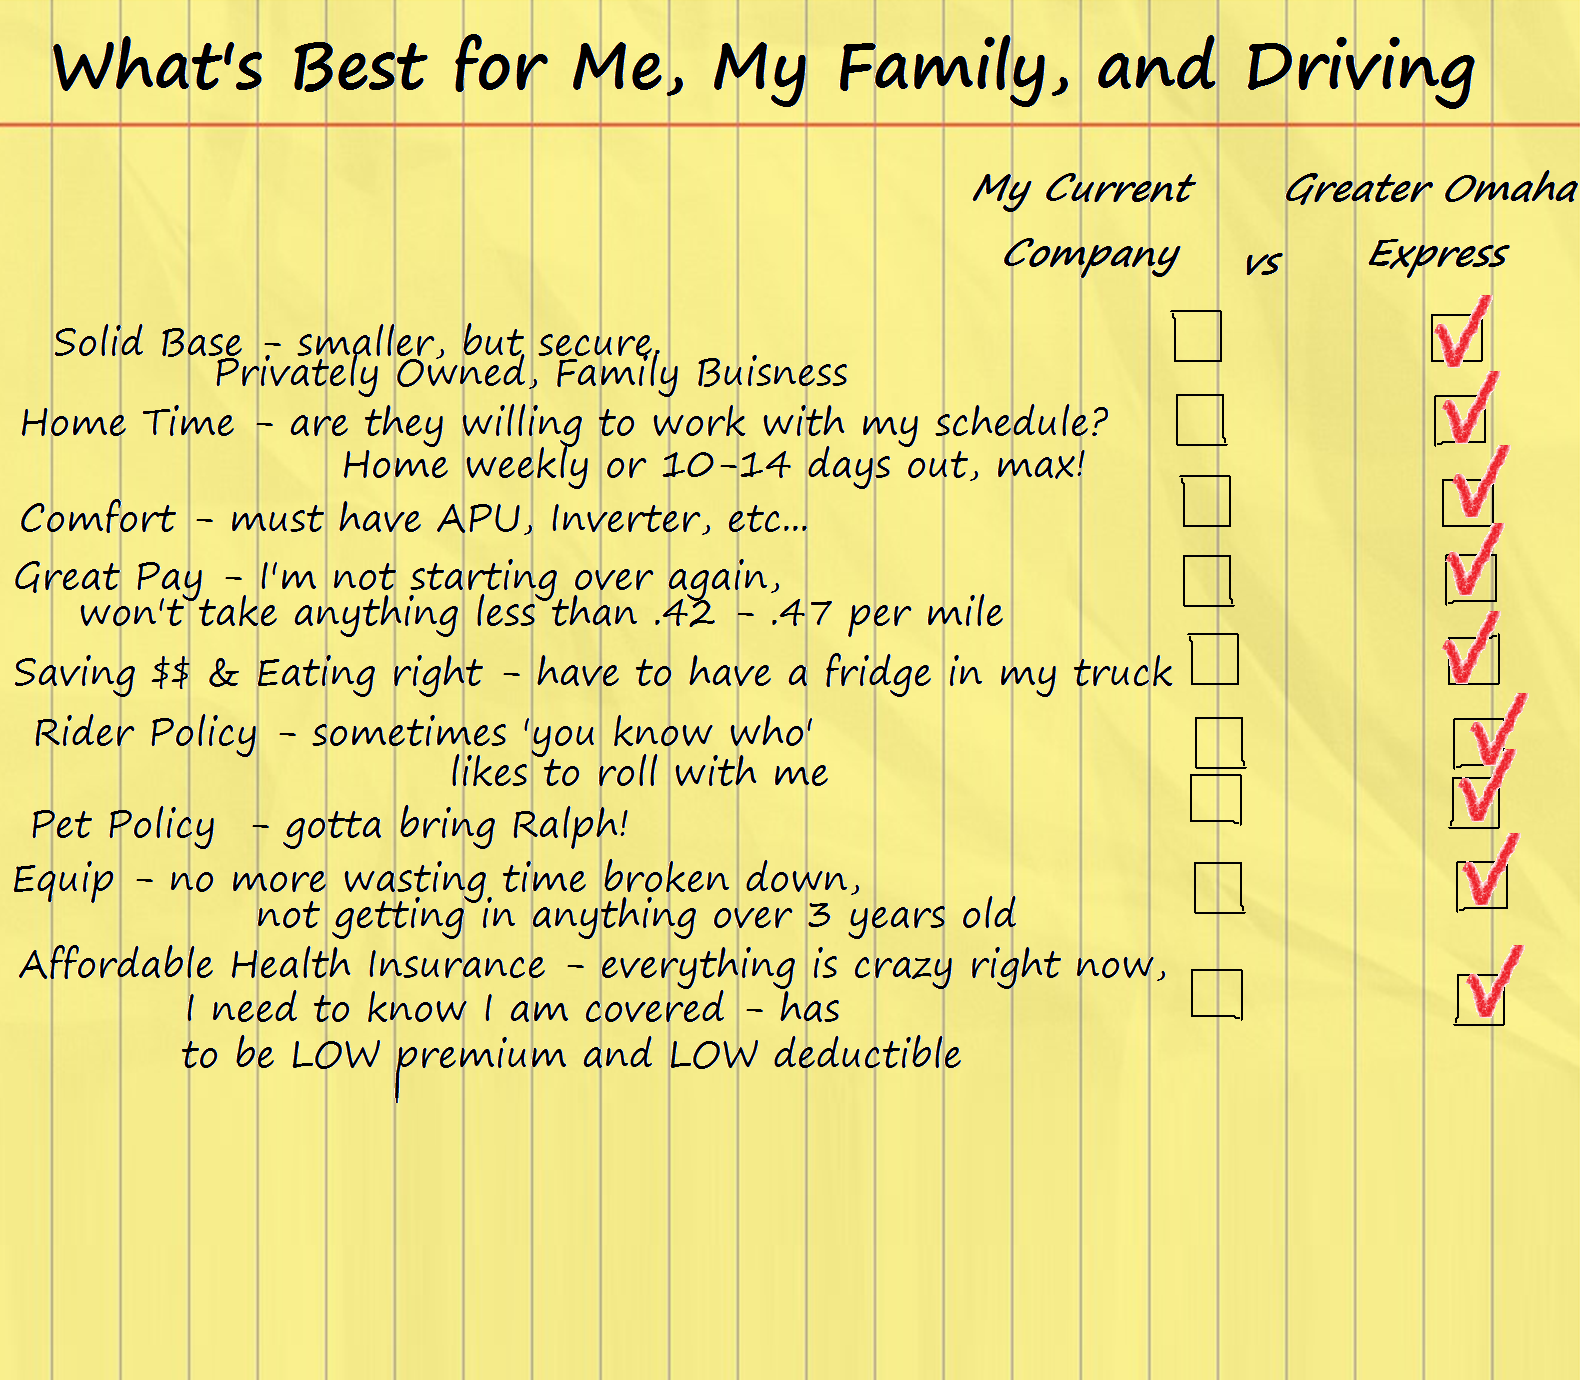 What's Best for Me, My Family, and Driving
My Current
Company
vs
Greater Omaha
Express
Solid Base - smaller, but secure,
Privately Owned, Family Buisness
Home Time - are they willing to work with my schedule?
Home weekly or 10-14 days out, max!
Comfort - must have APU, Inverter, etc...
Great Pay - I'm not starting over again,
won't take anything less than .42 - .47 per mile
Saving $$ & Eating right - have to have a fridge in my truck
Rider Policy - sometimes 'you know who'
likes to roll with me
Pet Policy - gotta bring Ralph!
Equip - no more wasting time broken down,
not getting in anything over 3 years old
Affordable Health Insurance - everything is crazy right now,
I need to know I am covered - has
to be LOW premium and LOW deductible